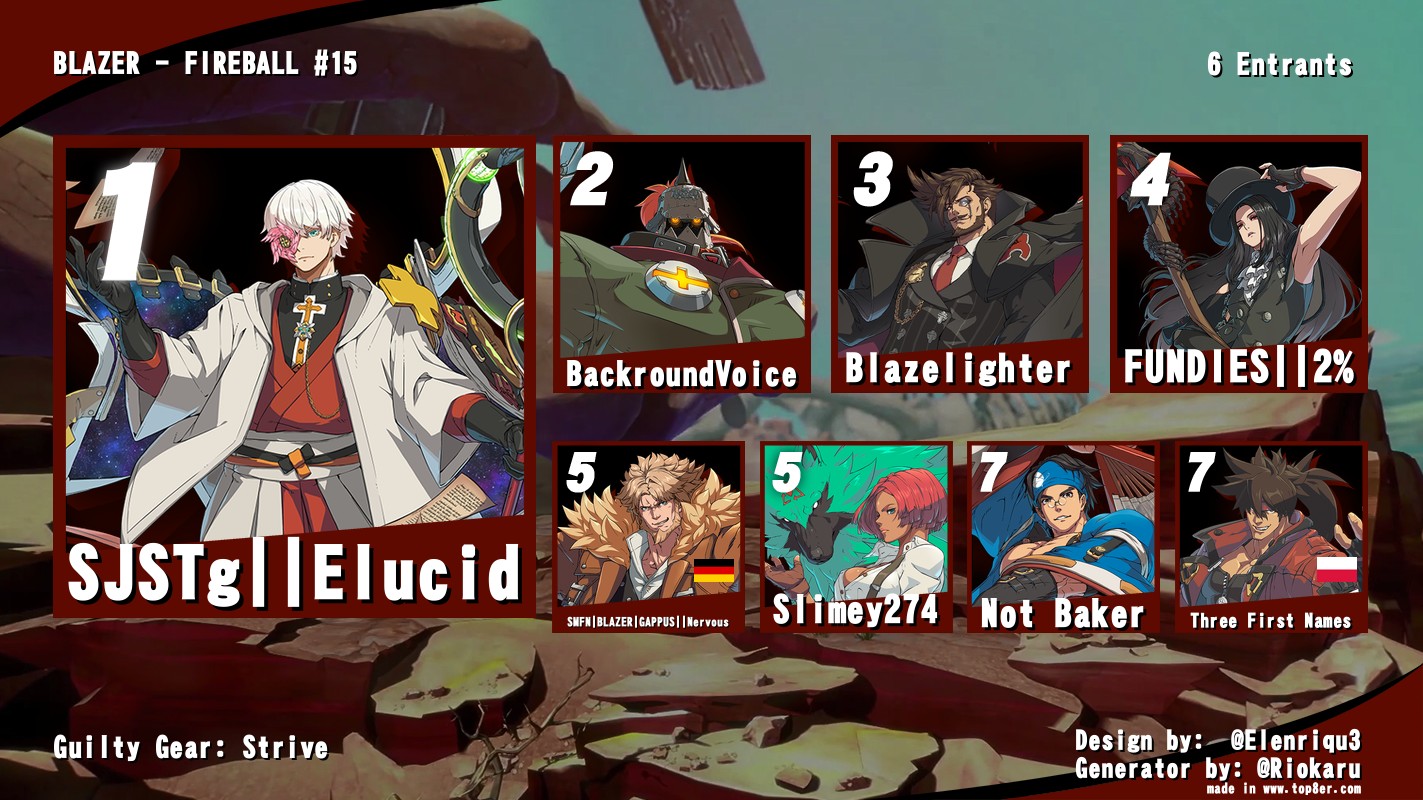 BLAZER - FIREBALL #15
6 Entrants
1
SJSTg||Elucid
2
BackroundVoice
3
Blazelighter
4
FUNDIES||2%
5
SMFN|BLAZER|GAPPUS||Nervous
5
Slimey274
7
Not Baker
7
Three First Names
Guilty Gear: Strive
Design by: @Elenriqu3
Generator by: @Riokaru
made in www.top8er.com